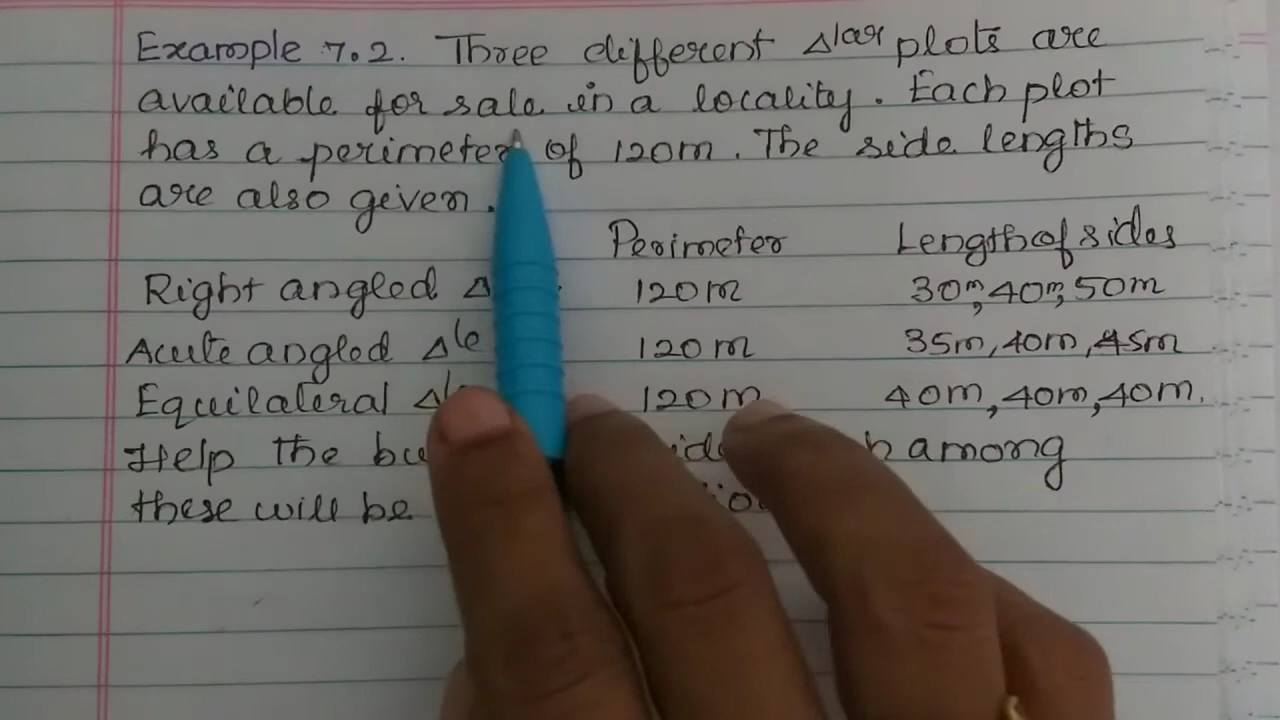 Example 7.2. Three different Δlar plots are
available for sale in a locality. Each plot
has a perimeter of 120m. The side lengths
are also given.
Perimeter Length of sides
Right angled Δ 120m 30m, 40m, 50m
Acute angled Δle 120m 35m, 40m, 45m
Equilateral 120m 40m, 40m, 40m.
Help the among
these will be